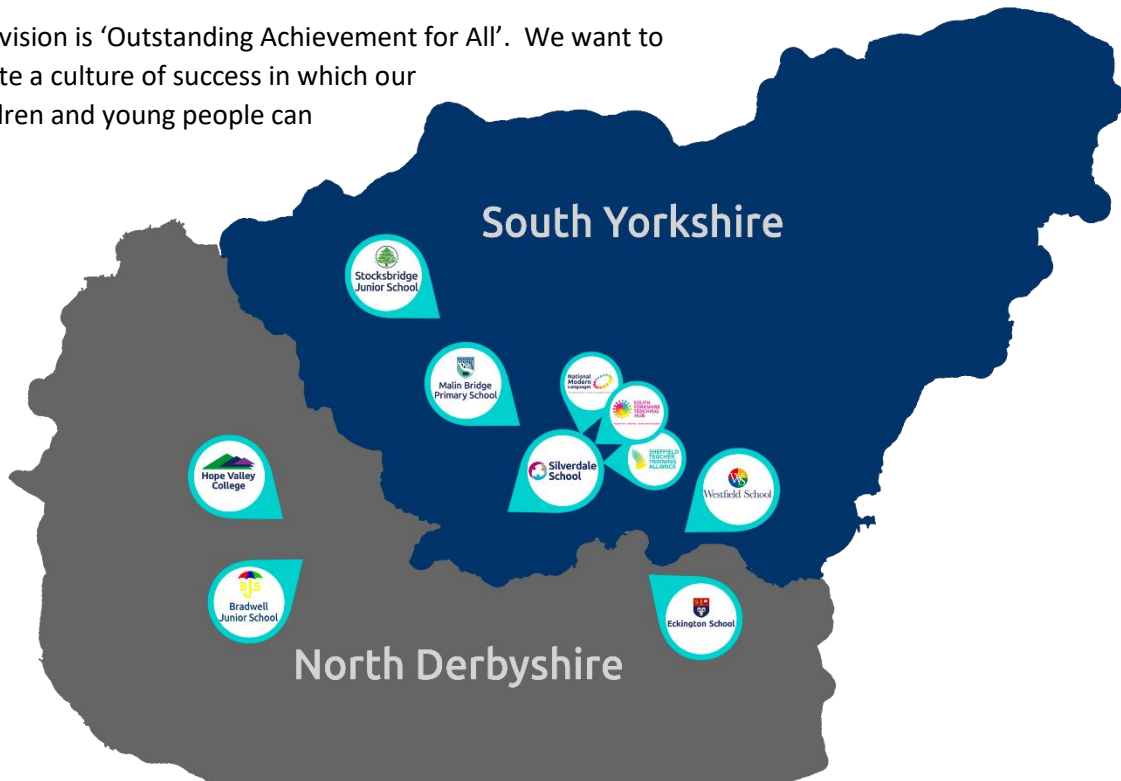 vision is ‘Outstanding Achievement for All’.  We want to
te a culture of success in which our
dren and young people can
South Yorkshire
Stocksbridge
Junior School
Malin Bridge
Primary School
National
Modern
Languages
SOUTH
YORKSHIRE
TEACHING
HUB
Silverdale
School
SHEFFIELD
TEACHER
TRAINING
ALLIANCE
Westfield School
Hope Valley
College
BJS
Bradwell
Junior School
Eckington School
North Derbyshire